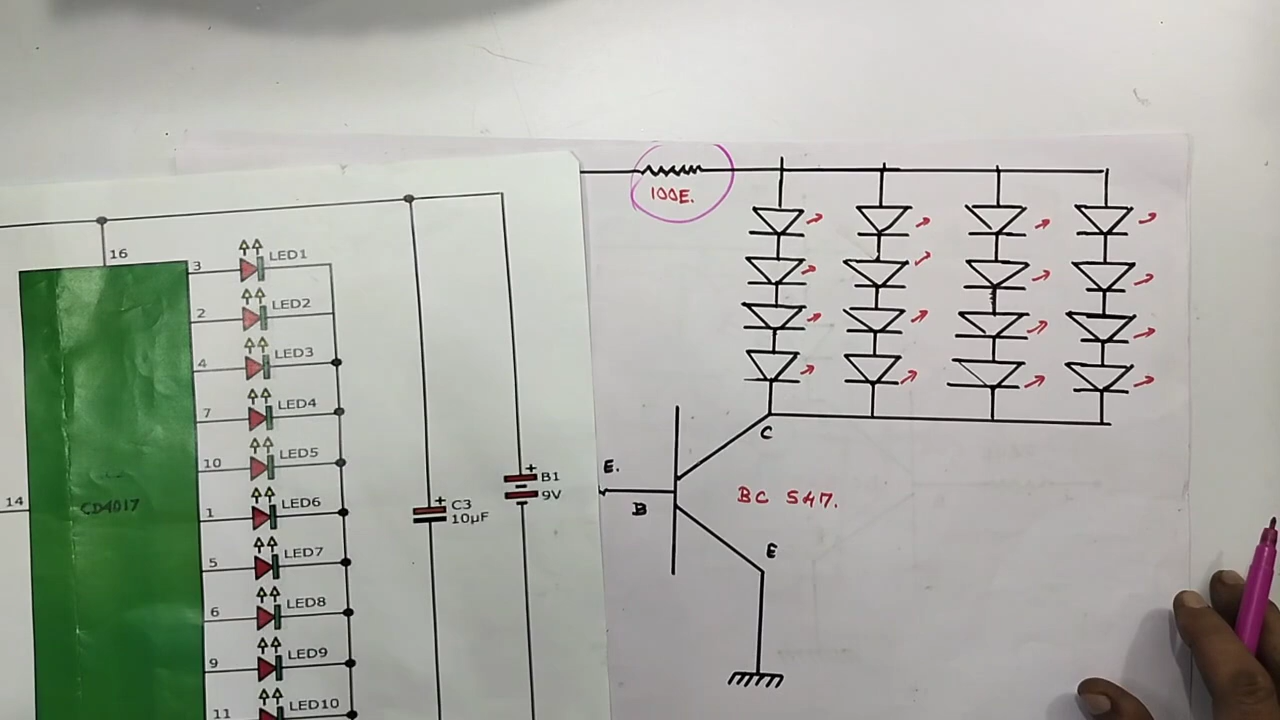 16
3
LED1
2
LED2
4
LED3
7
LED4
10
LED5
14
CD4017
1
LED6
5
LED7
6
LED8
9
LED9
11
LED10
+
C3
10µF
+
B1
9V
100E.
C
E.
B
BC 547.
E